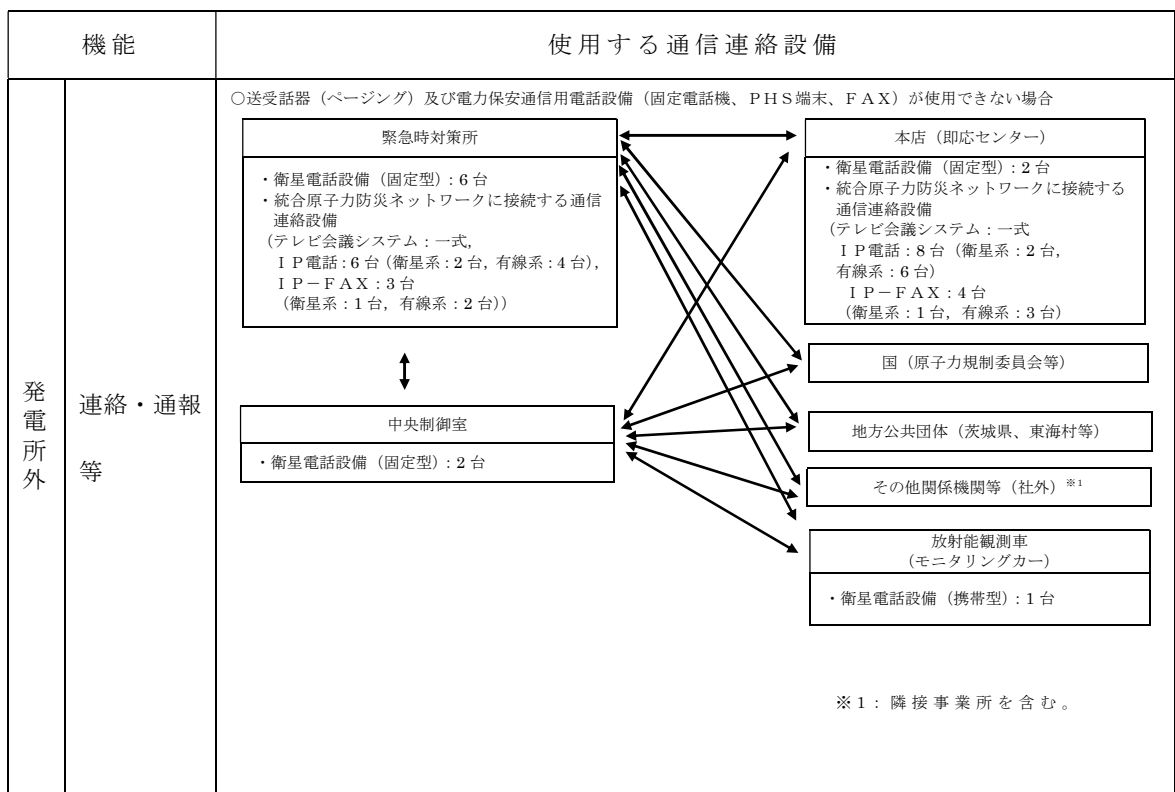 機能
使用する通信連絡設備
発電所外
連絡・通報
等
○送受話器（ページング）及び電力保安通信用電話設備（固定電話機、ＰＨＳ端末、ＦＡＸ）が使用できない場合
緊急時対策所
・衛星電話設備（固定型）：6 台
・統合原子力防災ネットワークに接続する通信
連絡設備
（テレビ会議システム：一式，
ＩＰ電話：6 台（衛星系：2 台，有線系：4 台），
ＩＰ－ＦＡＸ：3 台
（衛星系：1 台，有線系：2 台））
中央制御室
・衛星電話設備（固定型）：2 台
本店（即応センター）
・衛星電話設備（固定型）：2 台
・統合原子力防災ネットワークに接続する
通信連絡設備
（テレビ会議システム：一式
ＩＰ電話：8 台（衛星系：2 台，
有線系：6 台）
ＩＰ－ＦＡＸ：4 台
（衛星系：1 台，有線系：3 台）
国（原子力規制委員会等）
地方公共団体（茨城県、東海村等）
その他関係機関等（社外）※1
放射能観測車
（モニタリングカー）
・衛星電話設備（携帯型）：1 台
※1：隣接事業所を含む。